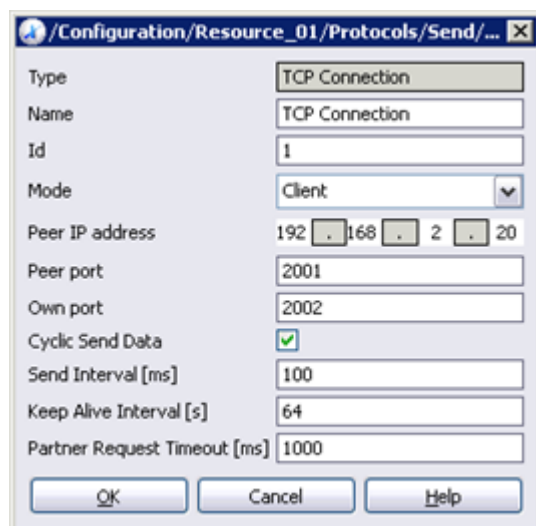 /Configuration/Resource_01/Protocols/Send/...
Type TCP Connection
Name TCP Connection
Id 1
Mode Client
Peer IP address 192 . 168 . 2 . 20
Peer port 2001
Own port 2002
Cyclic Send Data
Send Interval [ms] 100
Keep Alive Interval [s] 64
Partner Request Timeout [ms] 1000
OK Cancel Help